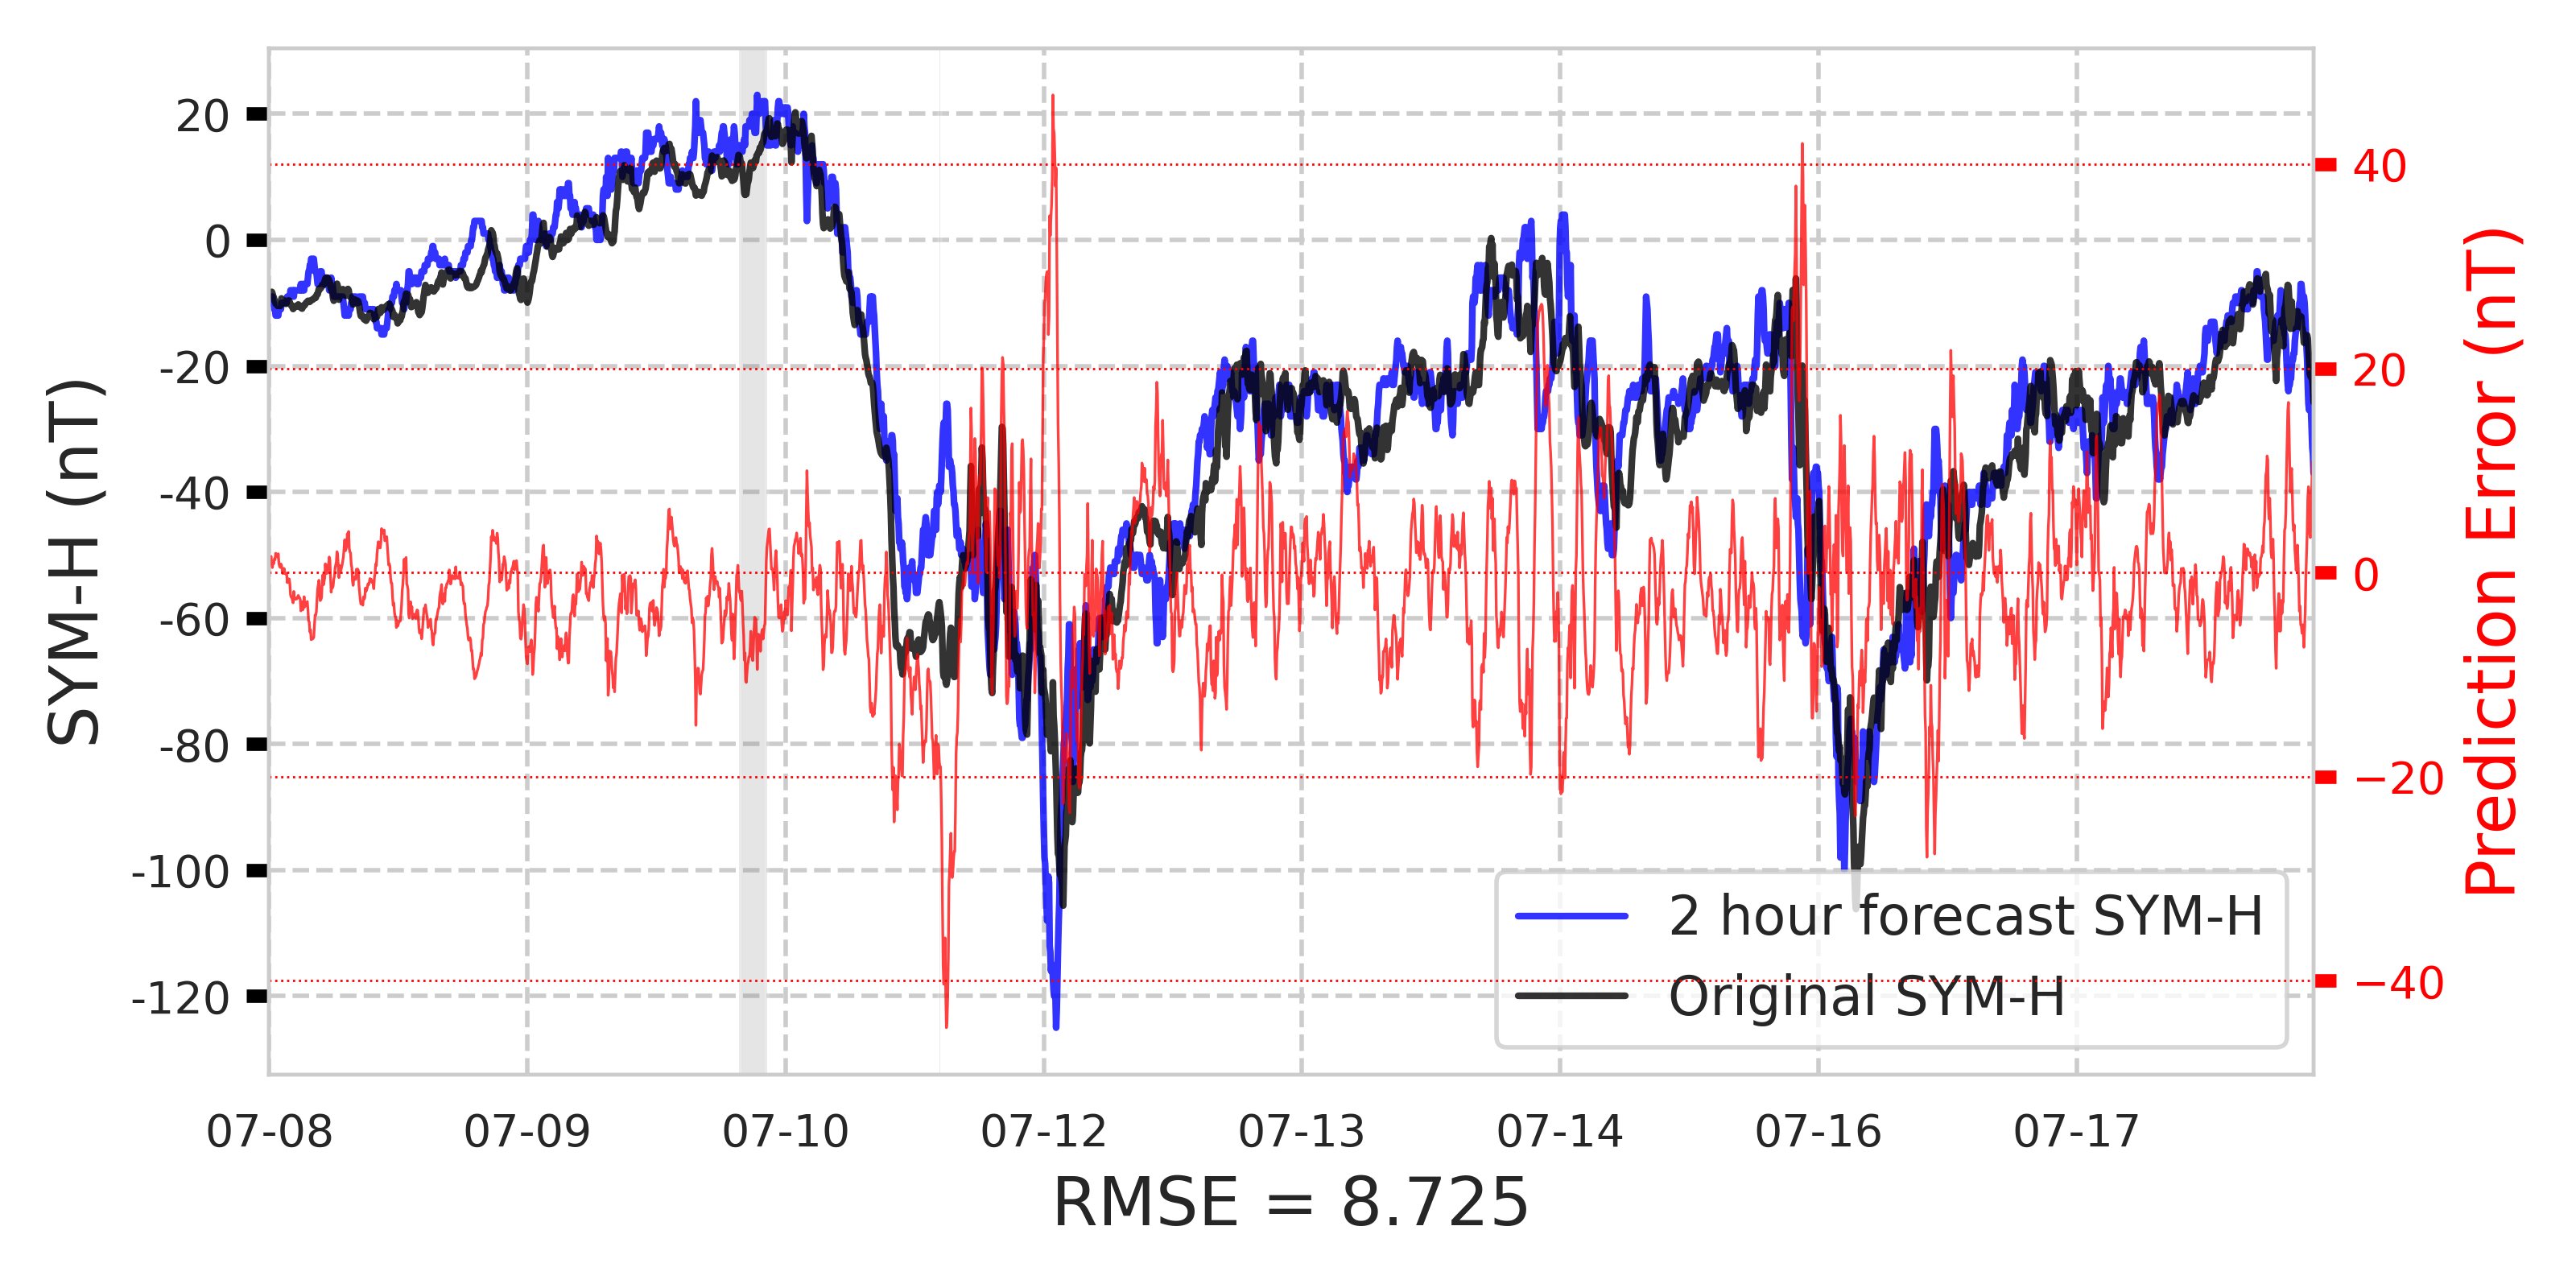 SYM-H (nT)
20
0
-20
-40
-60
-80
-100
-120
40
20
0
−20
−40
Prediction Error (nT)
2 hour forecast SYM-H
Original SYM-H
07-08 07-09 07-10 07-12 07-13 07-14 07-16 07-17
RMSE = 8.725